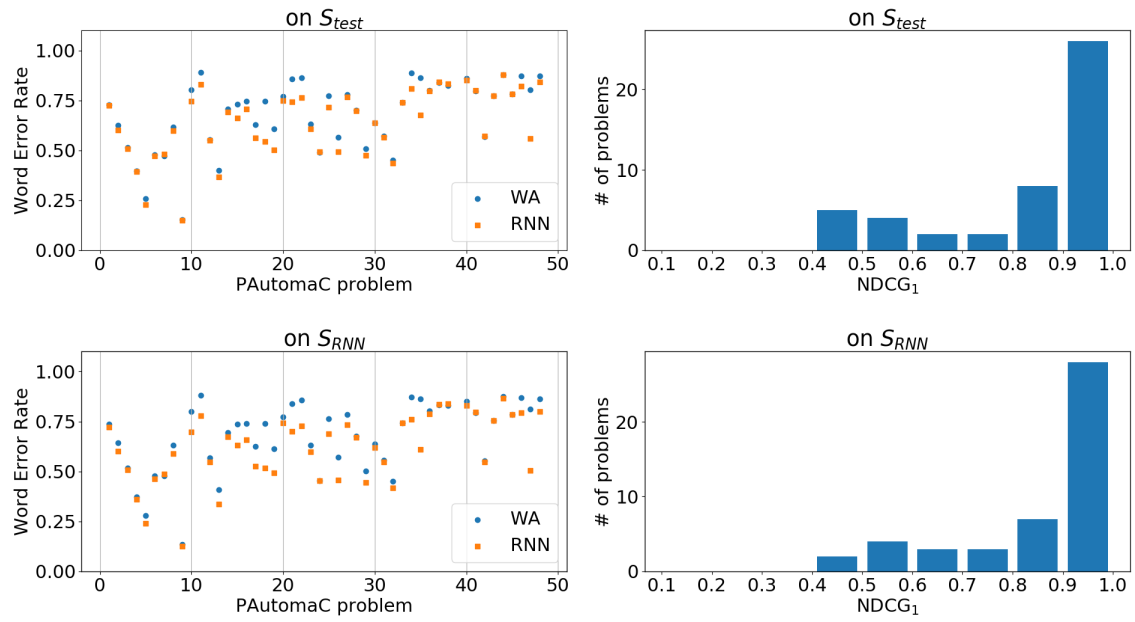 on S_test
Word Error Rate
1.00
0.75
0.50
0.25
0.00
WA
RNN
0 10 20 30 40 50
PAutomaC problem
on S_test
# of problems
20
10
0
0.1 0.2 0.3 0.4 0.5 0.6 0.7 0.8 0.9 1.0
NDCG₁
on S_RNN
Word Error Rate
1.00
0.75
0.50
0.25
0.00
WA
RNN
0 10 20 30 40 50
PAutomaC problem
on S_RNN
# of problems
20
10
0
0.1 0.2 0.3 0.4 0.5 0.6 0.7 0.8 0.9 1.0
NDCG₁